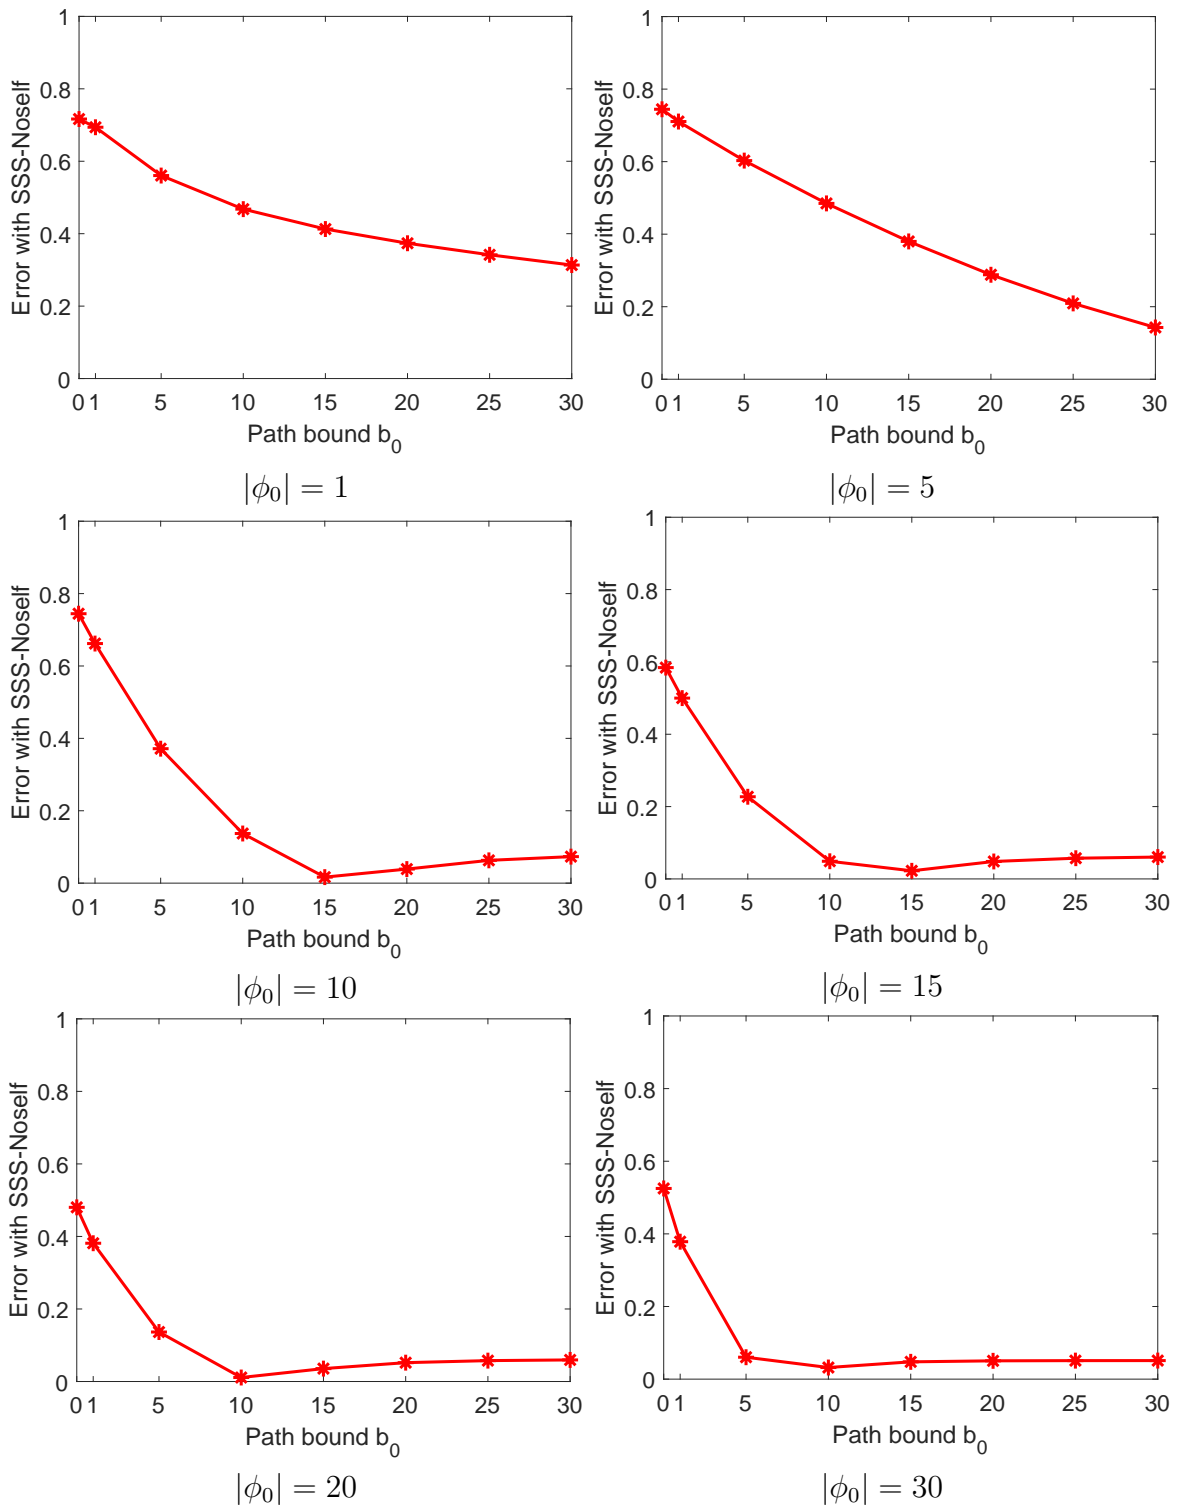 1
0.8
0.6
0.4
0.2
0
Error with SSS-Noself
0 1 5 10 15 20 25 30
Path bound b₀
|ϕ₀| = 1
1
0.8
0.6
0.4
0.2
0
Error with SSS-Noself
0 1 5 10 15 20 25 30
Path bound b₀
|ϕ₀| = 5
1
0.8
0.6
0.4
0.2
0
Error with SSS-Noself
0 1 5 10 15 20 25 30
Path bound b₀
|ϕ₀| = 10
1
0.8
0.6
0.4
0.2
0
Error with SSS-Noself
0 1 5 10 15 20 25 30
Path bound b₀
|ϕ₀| = 15
1
0.8
0.6
0.4
0.2
0
Error with SSS-Noself
0 1 5 10 15 20 25 30
Path bound b₀
|ϕ₀| = 20
1
0.8
0.6
0.4
0.2
0
Error with SSS-Noself
0 1 5 10 15 20 25 30
Path bound b₀
|ϕ₀| = 30